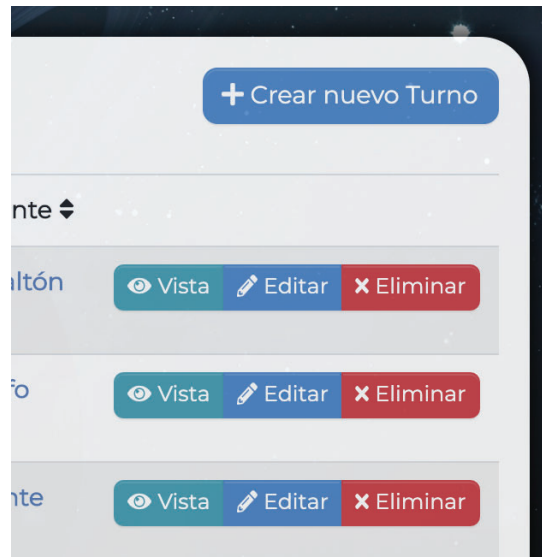 Crear nuevo Turno
nte
altón
Vista Editar Eliminar
fo
Vista Editar Eliminar
nte
Vista Editar Eliminar